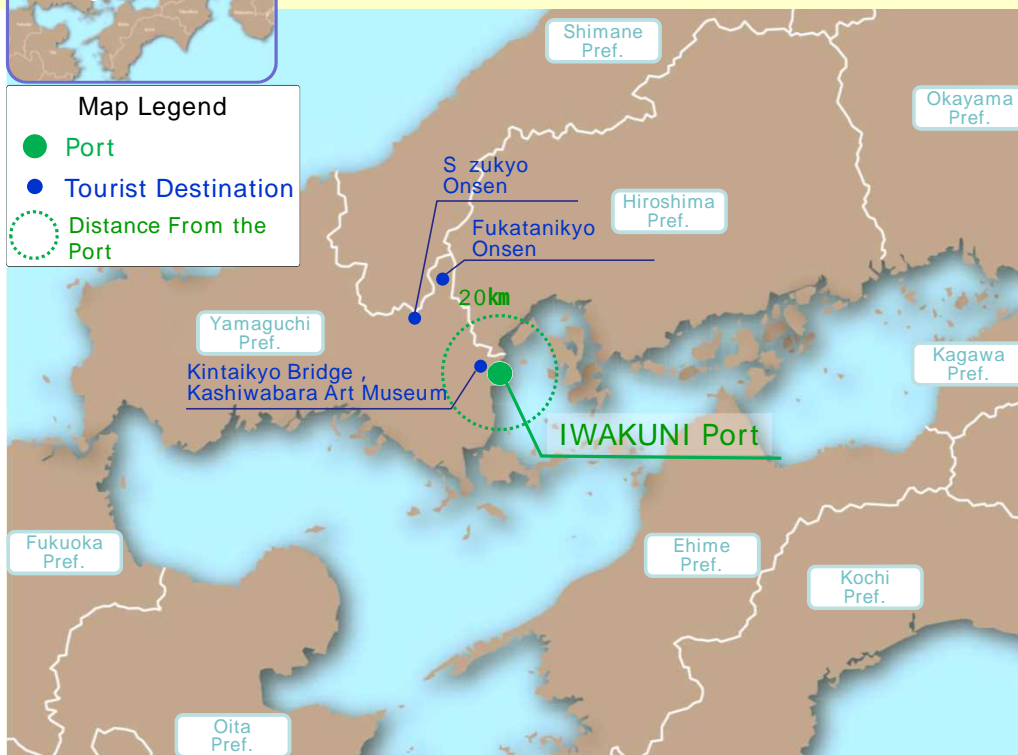 Shimane
Pref.
Map Legend
Port
Tourist Destination
Distance From the
Port
Okayama
Pref.
S zukyo
Onsen
Hiroshima
Pref.
Fukatanikyo
Onsen
20km
Yamaguchi
Pref.
Kagawa
Pref.
Kintaikyo Bridge ,
Kashiwabara Art Museum
IWAKUNI Port
Fukuoka
Pref.
Ehime
Pref.
Kochi
Pref.
Oita
Pref.